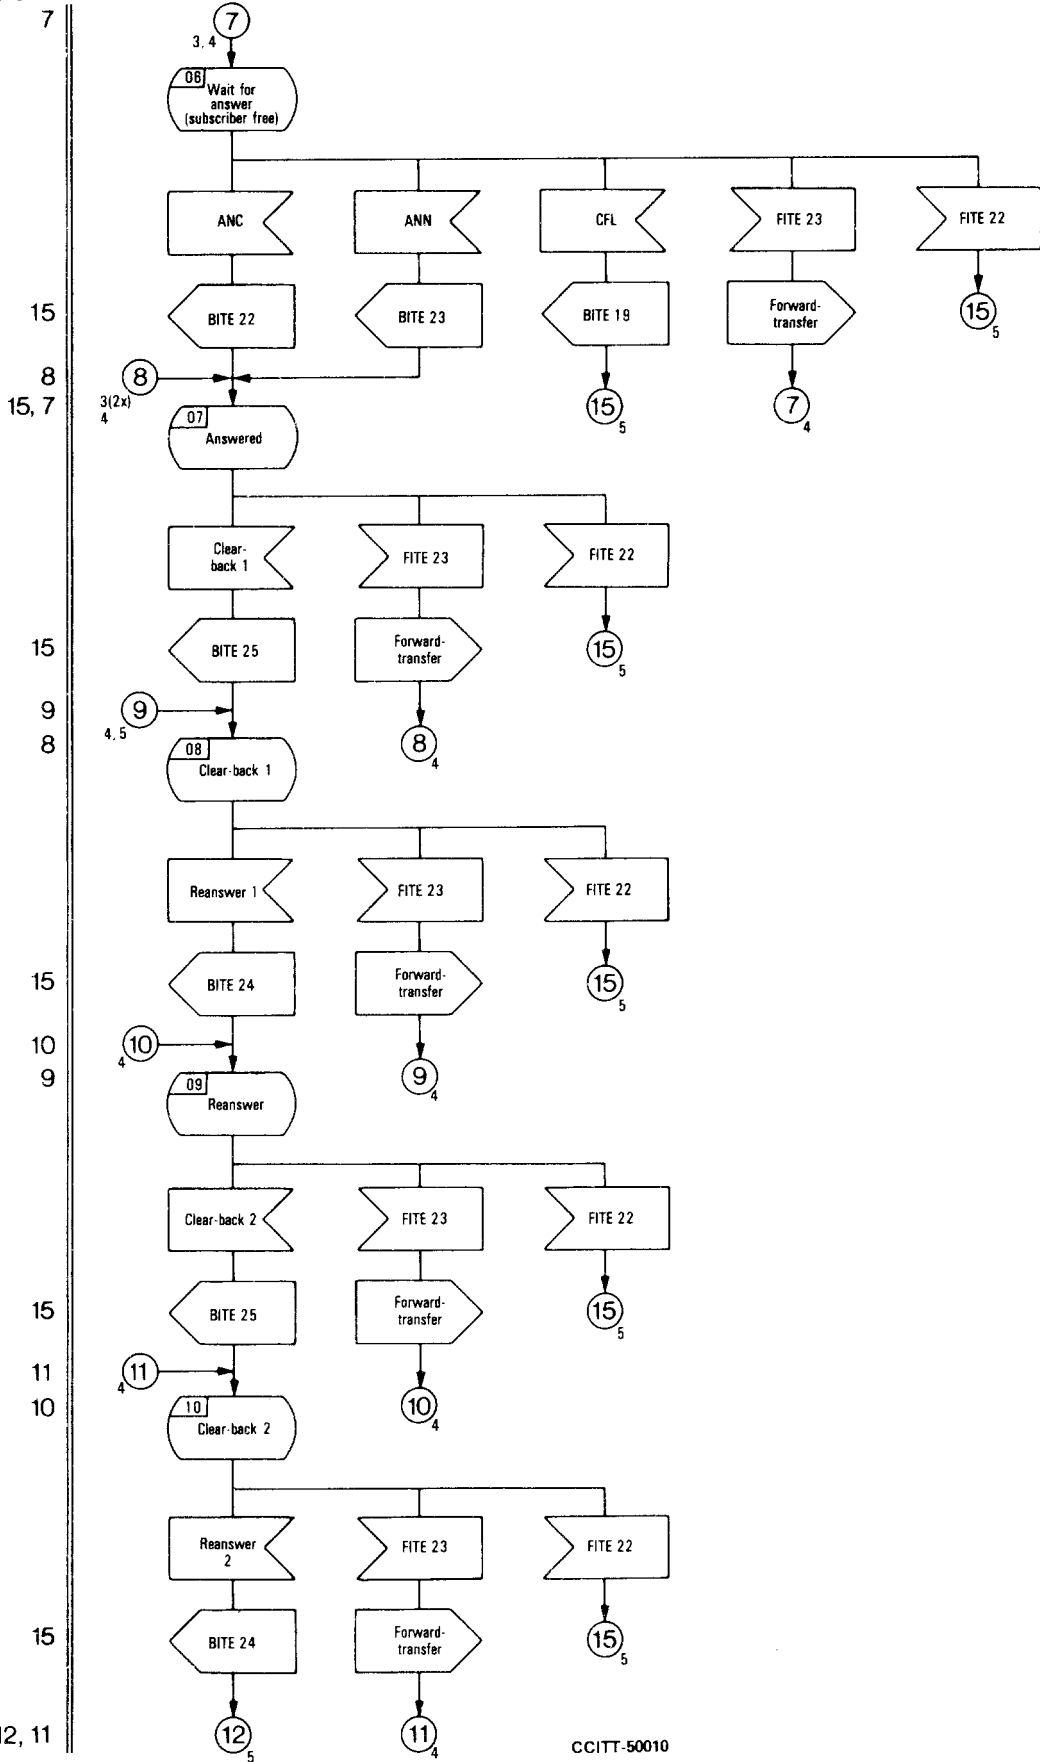 7
7
3, 4
06
Wait for
answer
(subscriber free)
ANC
ANN
CFL
FITE 23
FITE 22
15
BITE 22
BITE 23
BITE 19
Forward-
transfer
15
5
8
8
15, 7
3(2x)
4
15
5
7
4
07
Answered
Clear-
back 1
FITE 23
FITE 22
15
BITE 25
Forward-
transfer
15
5
9
9
4, 5
8
8
4
08
Clear-back 1
Reanswer 1
FITE 23
FITE 22
15
BITE 24
Forward-
transfer
15
5
10
10
4
9
9
4
09
Reanswer
Clear-back 2
FITE 23
FITE 22
15
BITE 25
Forward-
transfer
15
5
11
11
4
10
10
4
10
Clear-back 2
Reanswer
2
FITE 23
FITE 22
15
BITE 24
Forward-
transfer
15
5
12, 11
12
5
11
4
CCITT-50010